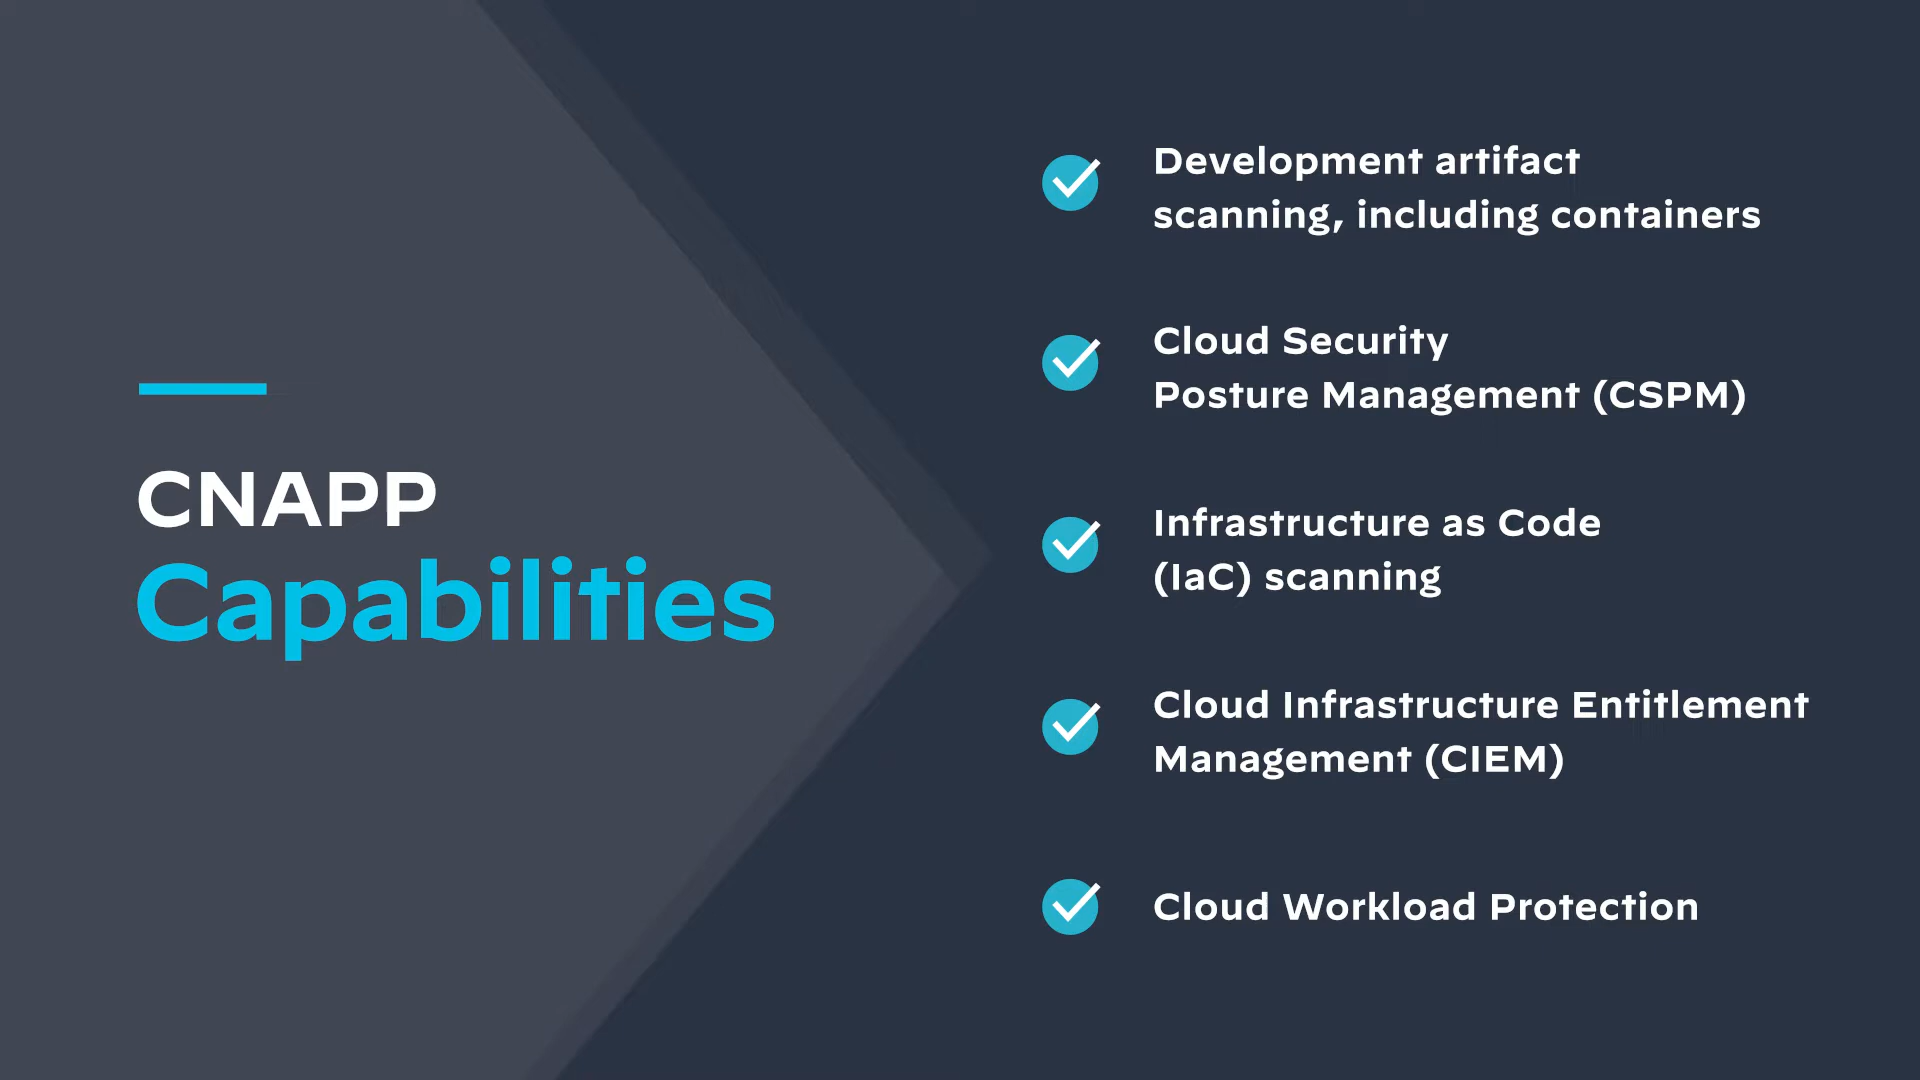 CNAPP
Capabilities
Development artifact
scanning, including containers
Cloud Security
Posture Management (CSPM)
Infrastructure as Code
(IaC) scanning
Cloud Infrastructure Entitlement
Management (CIEM)
Cloud Workload Protection